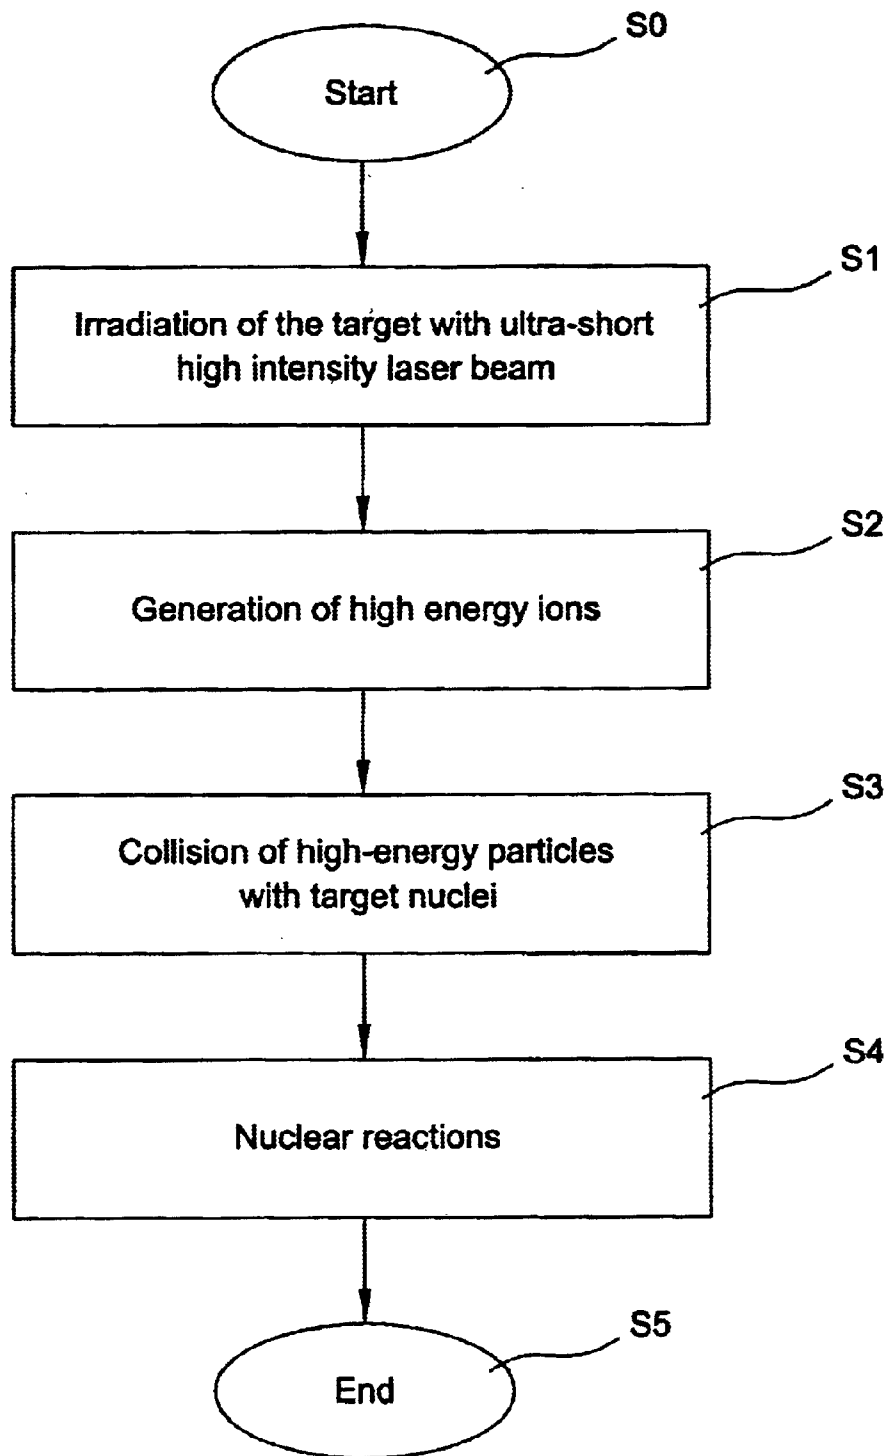 S0
Start
S1
Irradiation of the target with ultra-short
high intensity laser beam
S2
Generation of high energy ions
S3
Collision of high-energy particles
with target nuclei
S4
Nuclear reactions
S5
End